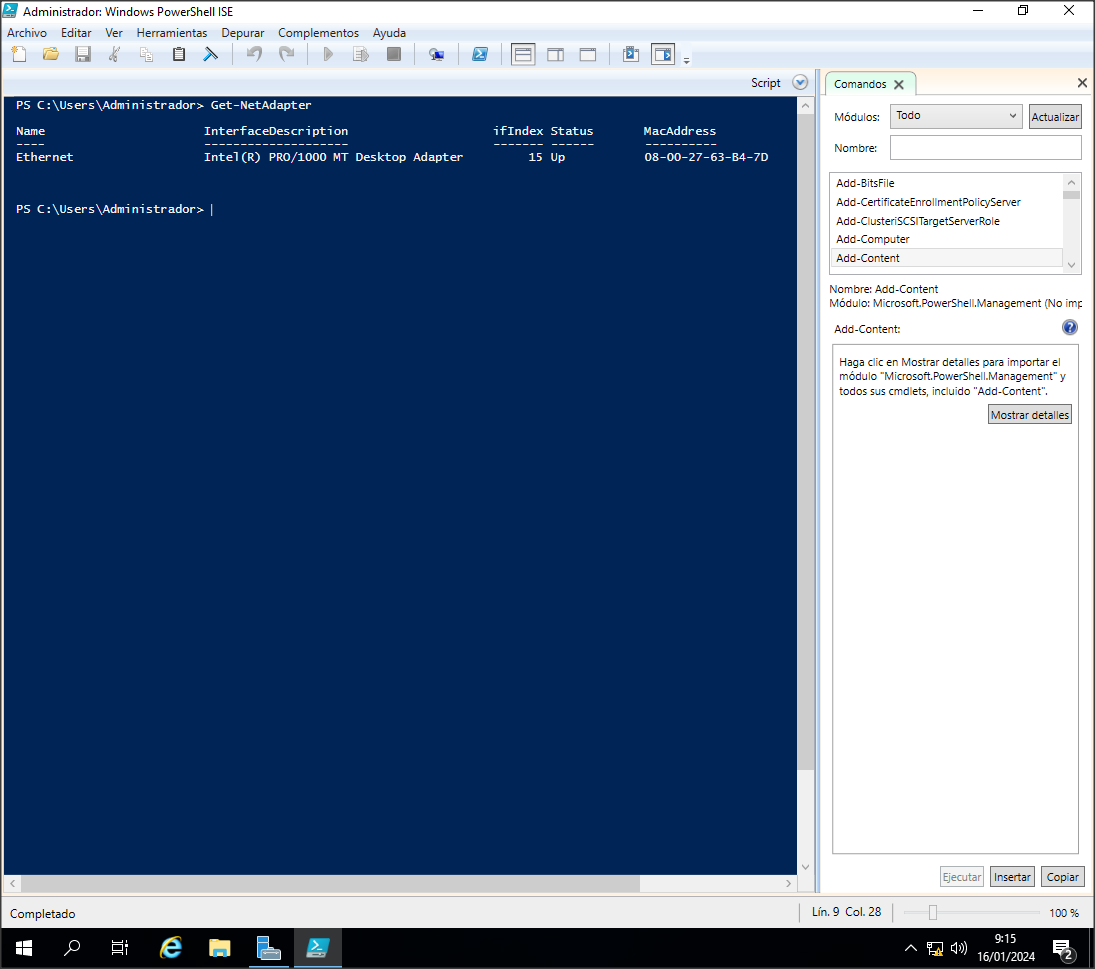 Administrador: Windows PowerShell ISE
Archivo Editar Ver Herramientas Depurar Complementos Ayuda
Script
PS C:\Users\Administrador> Get-NetAdapter
Name InterfaceDescription ifIndex Status MacAddress
---- -------------------- ------- ------ ----------
Ethernet Intel(R) PRO/1000 MT Desktop Adapter 15 Up 08-00-27-63-B4-7D
PS C:\Users\Administrador>
Comandos
Módulos: Todo Actualizar
Nombre:
Add-BitsFile
Add-CertificateEnrollmentPolicyServer
Add-ClusteriSCSITargetServerRole
Add-Computer
Add-Content
Nombre: Add-Content
Módulo: Microsoft.PowerShell.Management (No imp
Add-Content:
Haga clic en Mostrar detalles para importar el
módulo "Microsoft.PowerShell.Management" y
todos sus cmdlets, incluido "Add-Content".
Mostrar detalles
Ejecutar Insertar Copiar
Completado
Lín. 9 Col. 28
100 %
9:15
16/01/2024
2